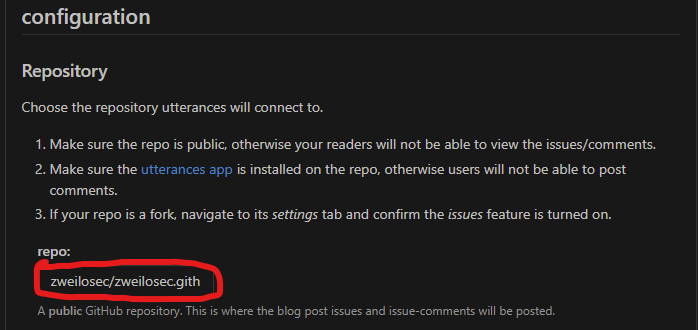 configuration
Repository
Choose the repository utterances will connect to.
1. Make sure the repo is public, otherwise your readers will not be able to view the issues/comments.
2. Make sure the utterances app is installed on the repo, otherwise users will not be able to post
comments.
3. If your repo is a fork, navigate to its settings tab and confirm the issues feature is turned on.
repo:
zweilosec/zweilosec.gith
A public GitHub repository. This is where the blog post issues and issue-comments will be posted.